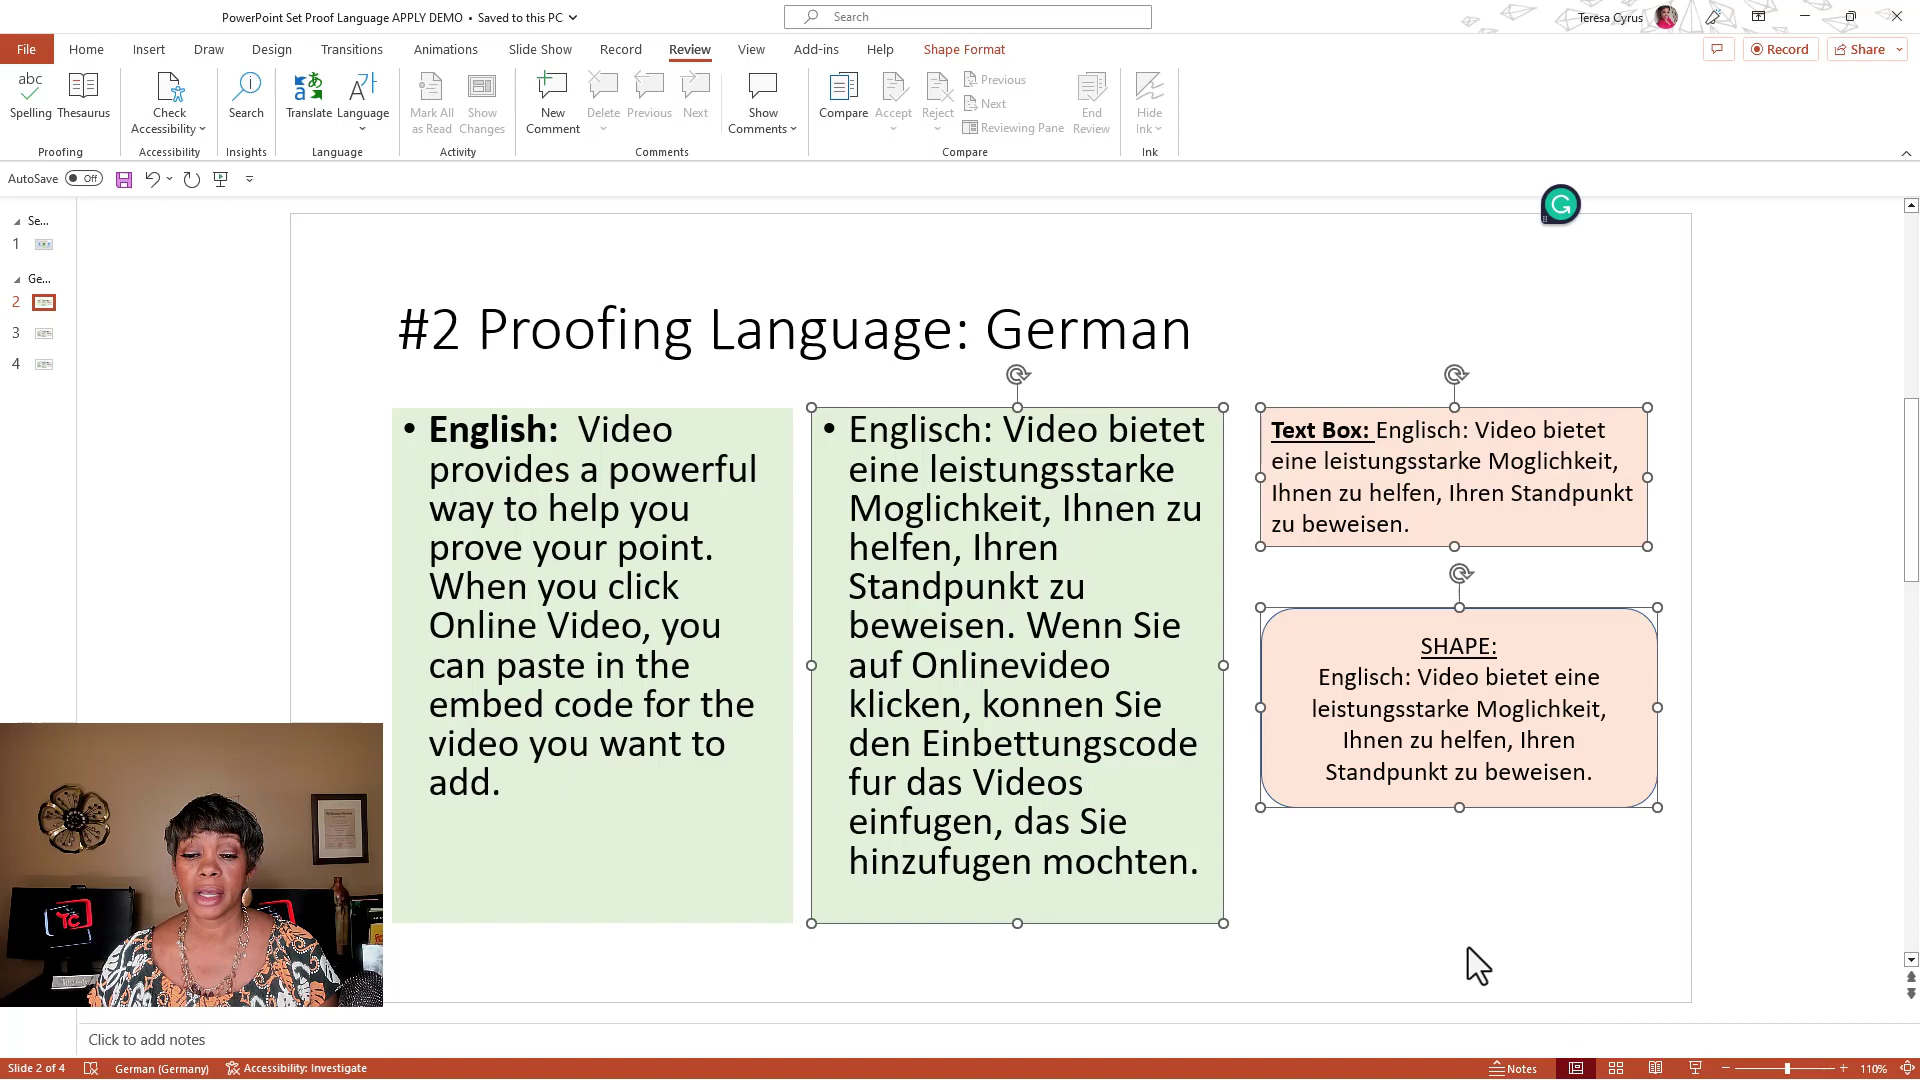 PowerPoint Set Proof Language APPLY DEMO • Saved to this PC
Search
Teresa Cyrus
File
Home
Insert
Draw
Design
Transitions
Animations
Slide Show
Record
Review
View
Add-ins
Help
Shape Format
Record
Share
abc
Spelling
Thesaurus
Check
Accessibility
Search
Translate
Language
Mark All
as Read
Show
Changes
New
Comment
Delete
Previous
Next
Show
Comments
Compare
Accept
Reject
Previous
Next
Reviewing Pane
End
Review
Hide
Ink
Proofing
Accessibility
Insights
Language
Activity
Comments
Compare
Ink
AutoSave
Off
Se...
1
Ge...
2
3
4
#2 Proofing Language: German
• English: Video
provides a powerful
way to help you
prove your point.
When you click
Online Video, you
can paste in the
embed code for the
video you want to
add.
• Englisch: Video bietet
eine leistungsstarke
Moglichkeit, Ihnen zu
helfen, Ihren
Standpunkt zu
beweisen. Wenn Sie
auf Onlinevideo
klicken, konnen Sie
den Einbettungscode
fur das Videos
einfugen, das Sie
hinzufugen mochten.
Text Box: Englisch: Video bietet
eine leistungsstarke Moglichkeit,
Ihnen zu helfen, Ihren Standpunkt
zu beweisen.
SHAPE:
Englisch: Video bietet eine
leistungsstarke Moglichkeit,
Ihnen zu helfen, Ihren
Standpunkt zu beweisen.
TC
Click to add notes
Slide 2 of 4
German (Germany)
Accessibility: Investigate
Notes
110%